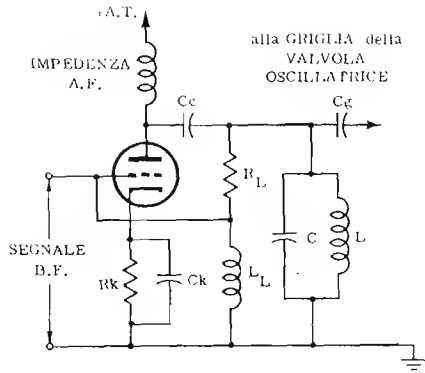 +A.T.
IMPEDENZA
A.F.
alla GRIGLIA della
VALVOLA
OSCILLATRICE
Cc
Cg
RL
SEGNALE
B.F.
Rk
Ck
LL
C
L